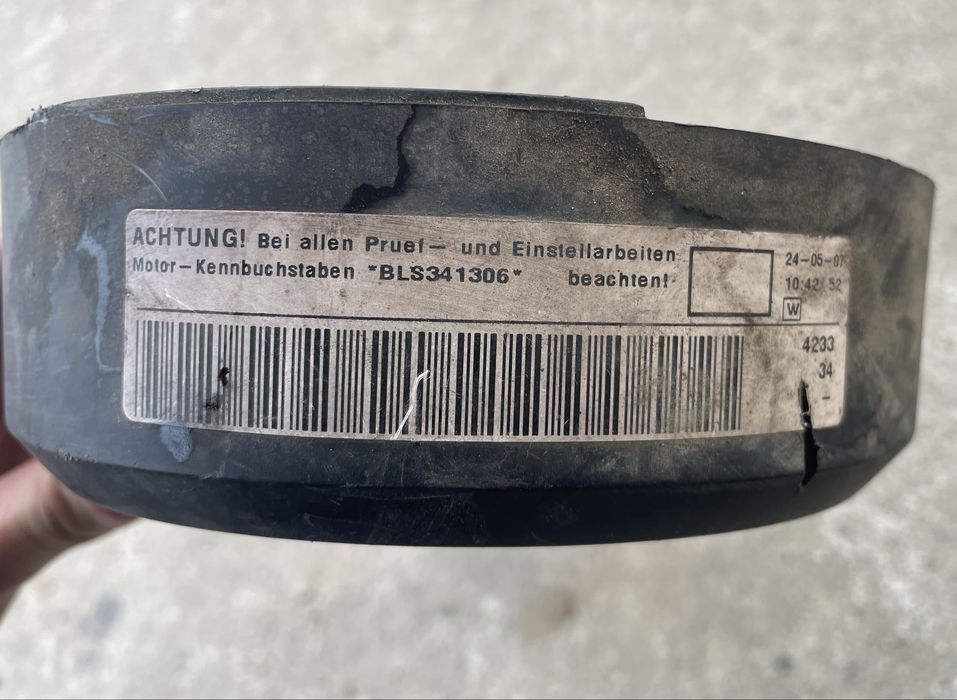 ACHTUNG! Bei allen Pruef- und Einstellarbeiten
Motor-Kennbuchstaben *BLS341306* beachten!
24-05-07
10:42/52
W
4233
34
-